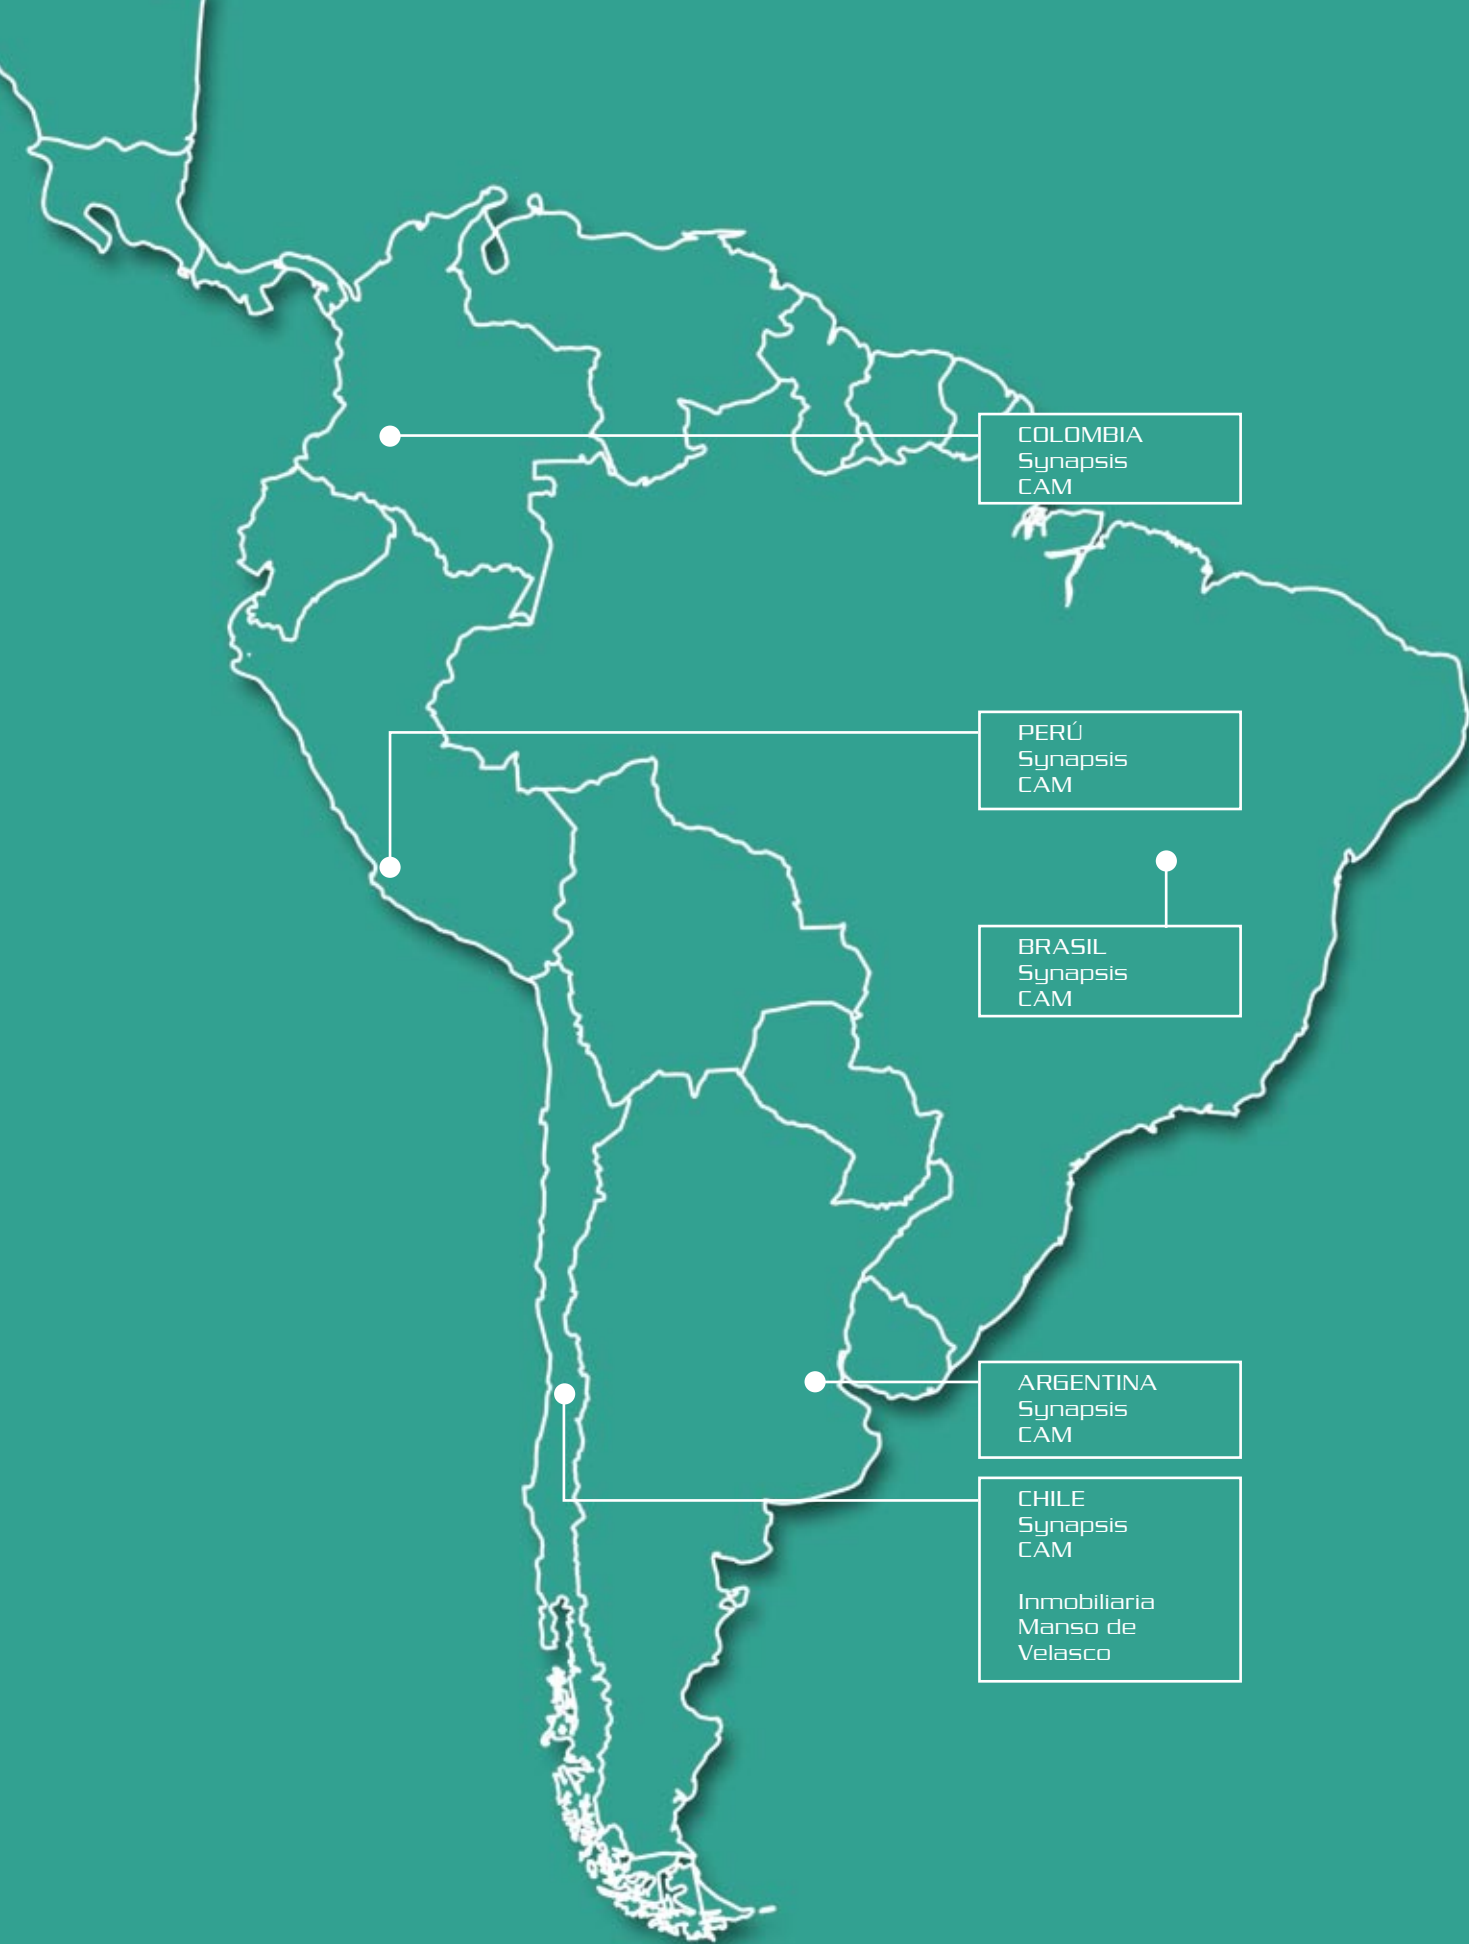 COLOMBIA
Synapsis
CAM
PERÚ
Synapsis
CAM
BRASIL
Synapsis
CAM
ARGENTINA
Synapsis
CAM
CHILE
Synapsis
CAM
Inmobiliaria
Manso de
Velasco